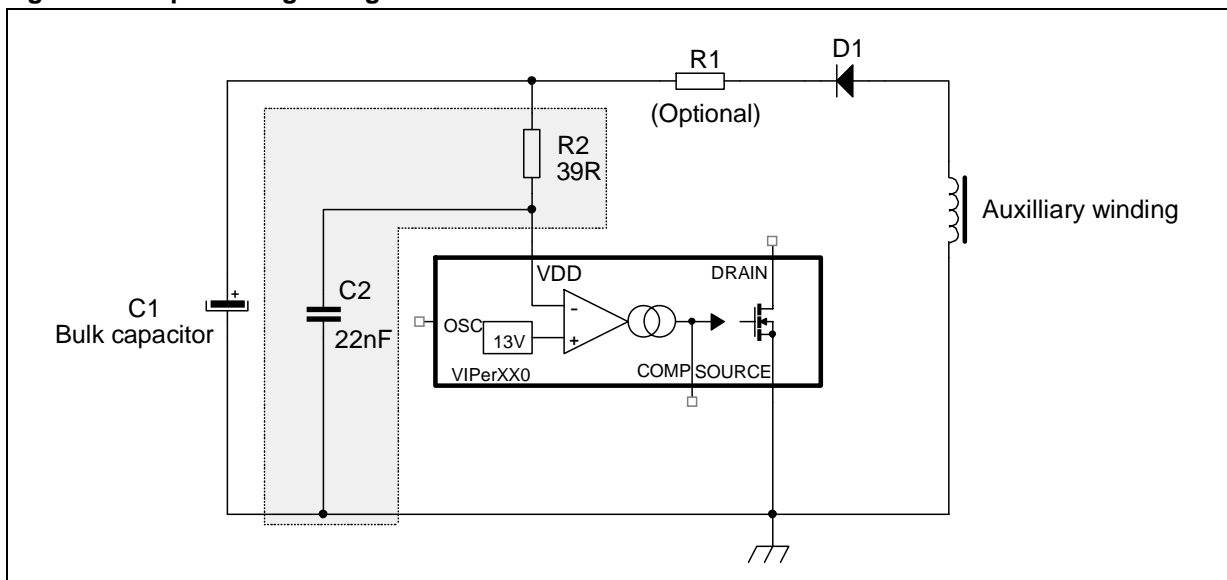 D1
R1
(Optional)
R2
39R
Auxilliary winding
VDD
DRAIN
C1
Bulk capacitor
+
C2
22nF
OSC
13V
-
+
COMP
SOURCE
VIPerXX0